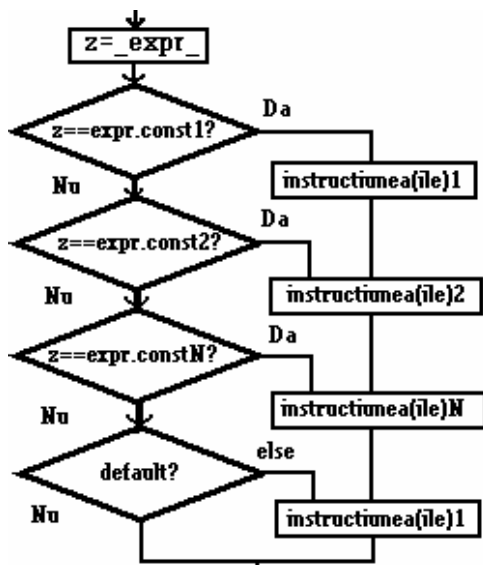 z=_expr_
Da
z==expr.const1?
Nu
instructiunea(ile)1
Da
z==expr.const2?
Nu
instructiunea(ile)2
Da
z==expr.constN?
Nu
instructiunea(ile)N
else
default?
Nu
instructiunea(ile)1